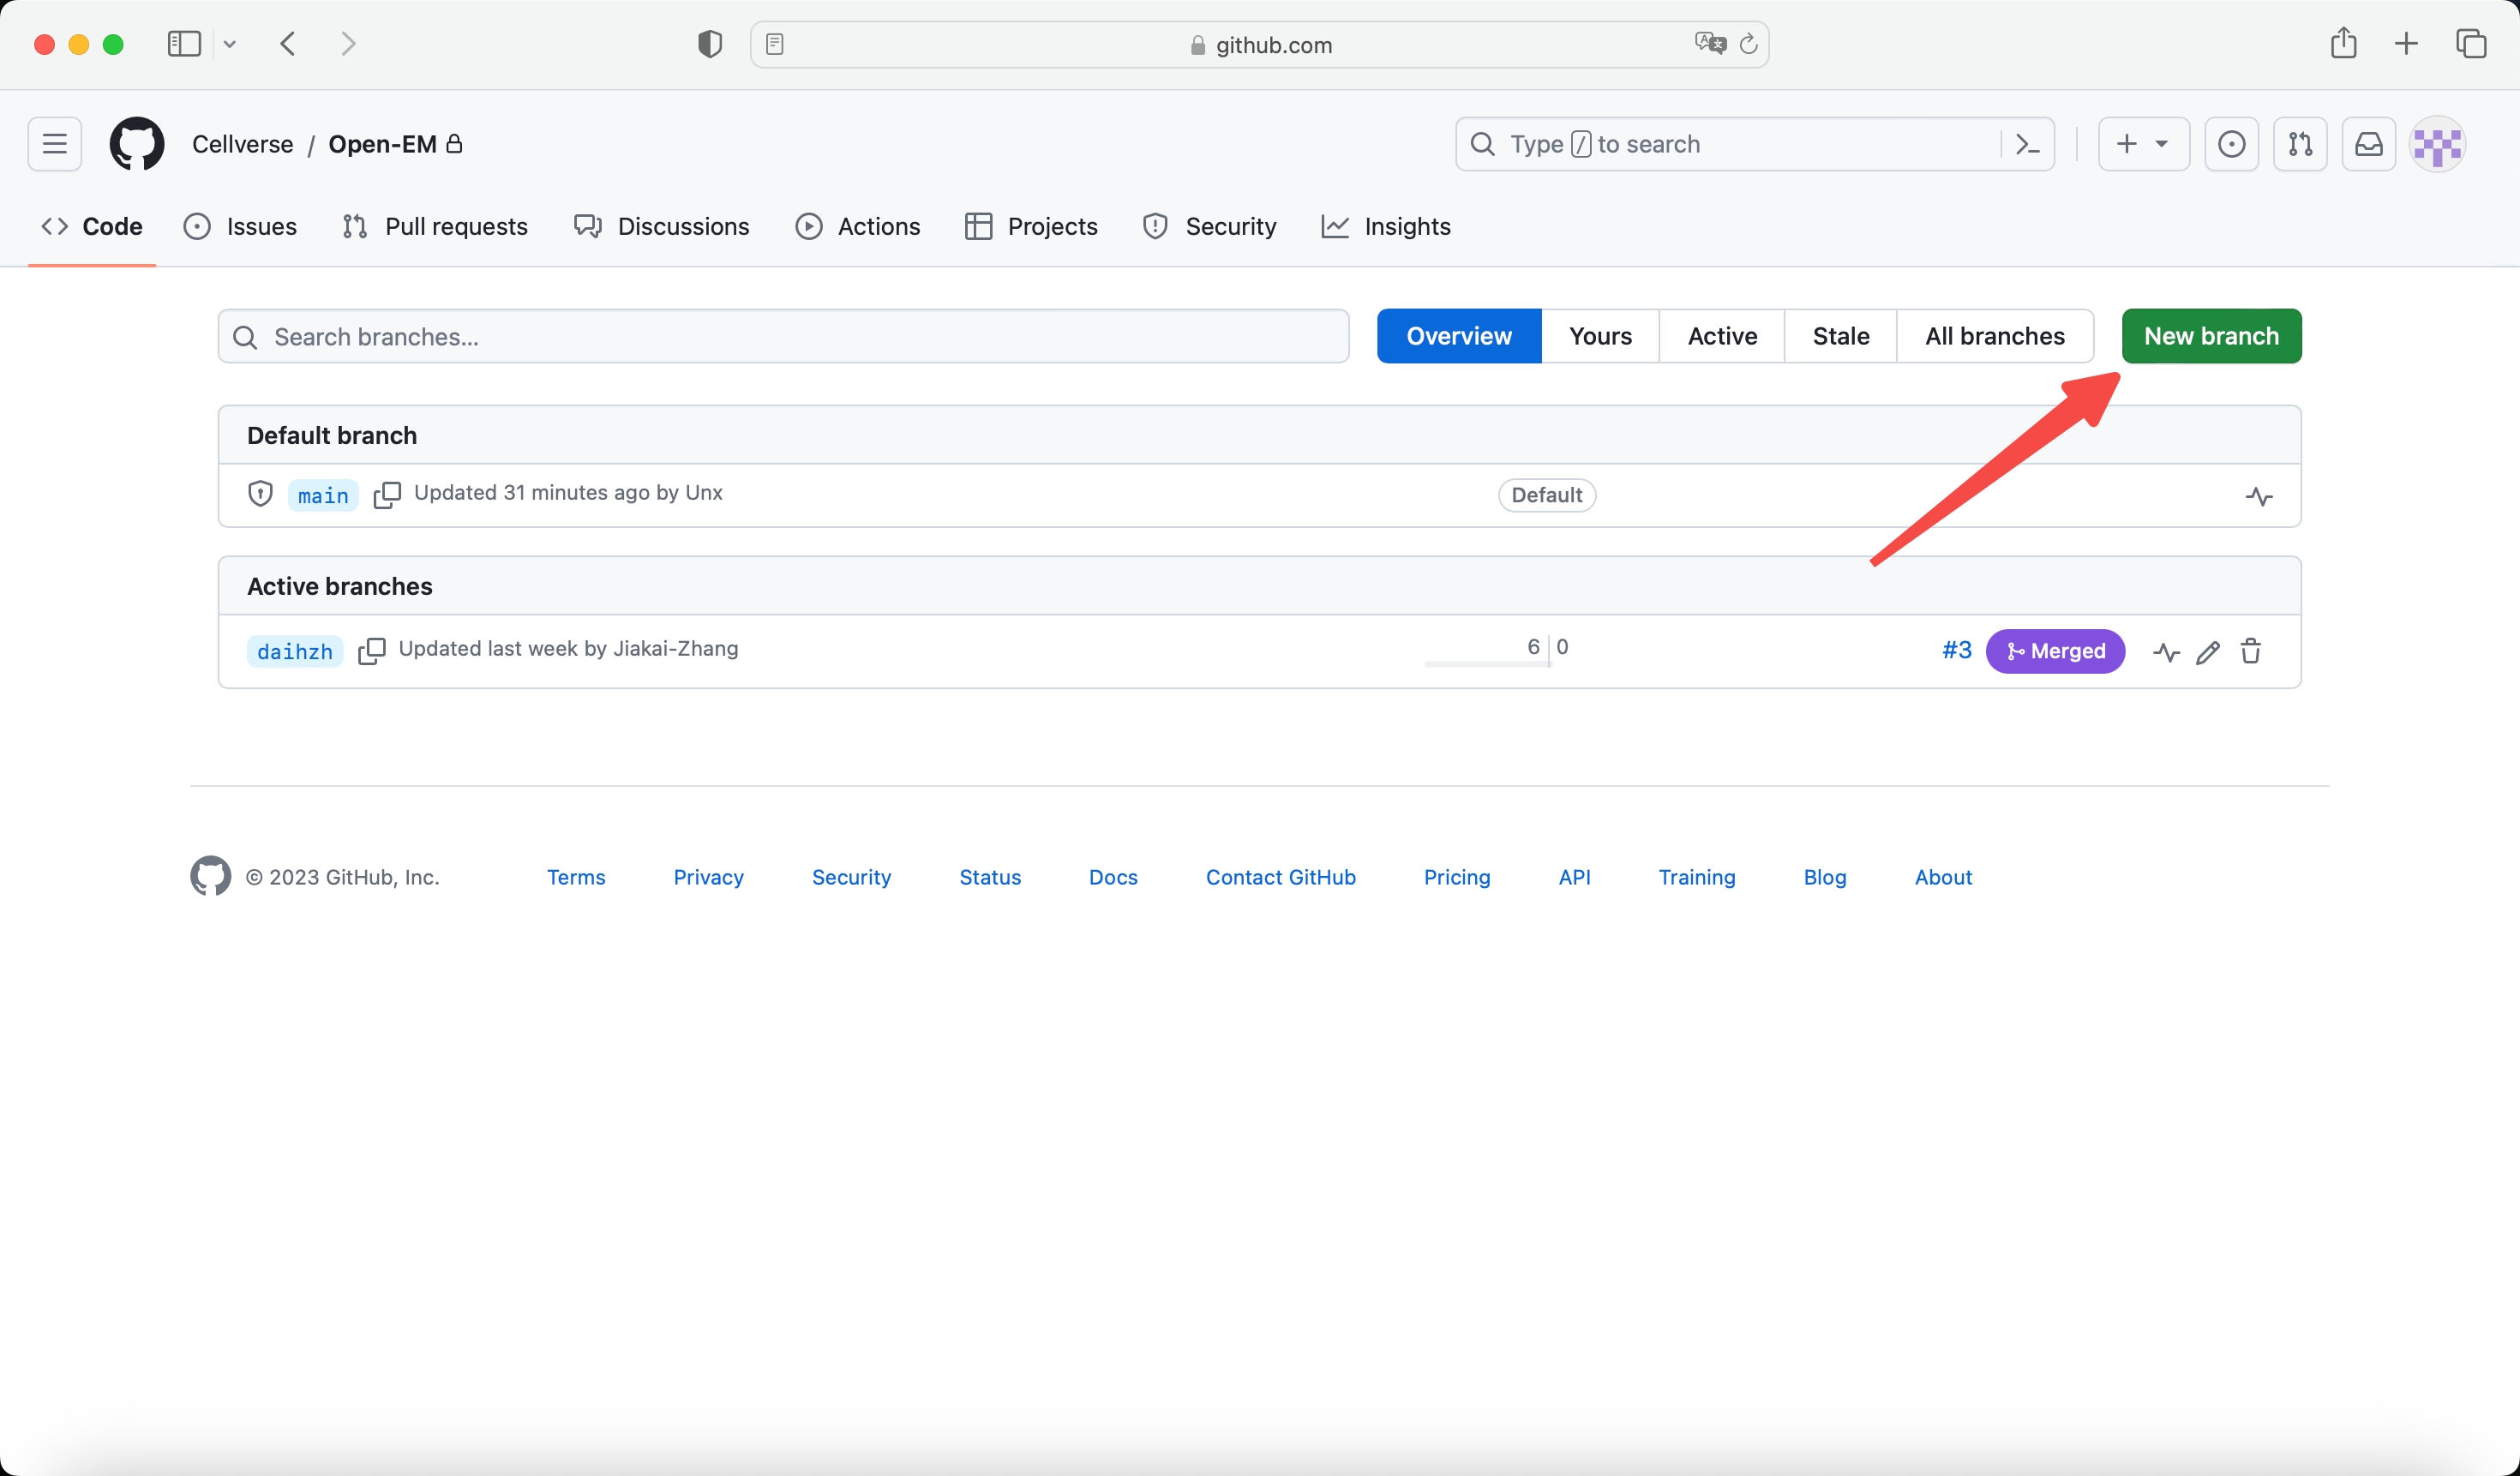 github.com
Cellverse / Open-EM
Type / to search
Code Issues Pull requests Discussions Actions Projects Security Insights
Search branches...
Overview Yours Active Stale All branches New branch
Default branch
main Updated 31 minutes ago by Unx Default
Active branches
daihzh Updated last week by Jiakai-Zhang 6 0 #3 Merged
© 2023 GitHub, Inc. Terms Privacy Security Status Docs Contact GitHub Pricing API Training Blog About